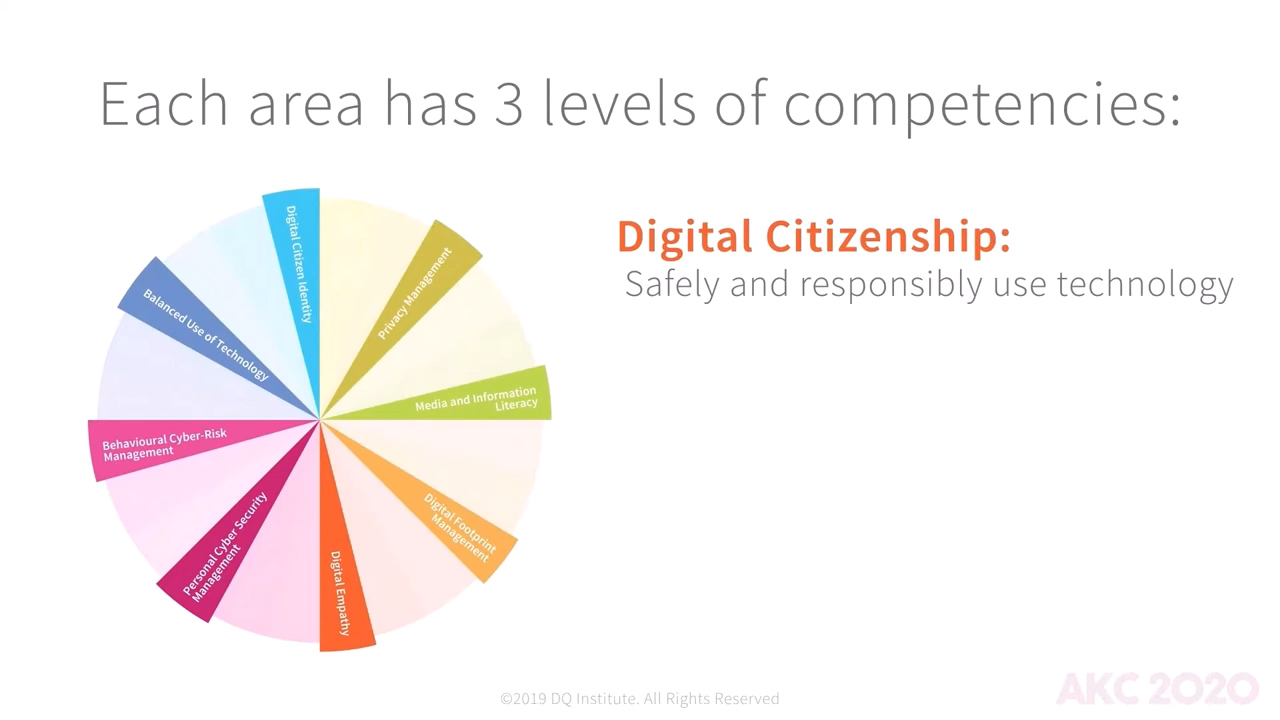 Each area has 3 levels of competencies:
Digital Citizenship:
Safely and responsibly use technology
Digital Citizen Identity
Privacy Management
Media and Information
Literacy
Digital Footprint
Management
Digital Empathy
Personal Cyber Security
Management
Behavioural Cyber-Risk
Management
Balanced Use of Technology
©2019 DQ Institute. All Rights Reserved
AKC 2020